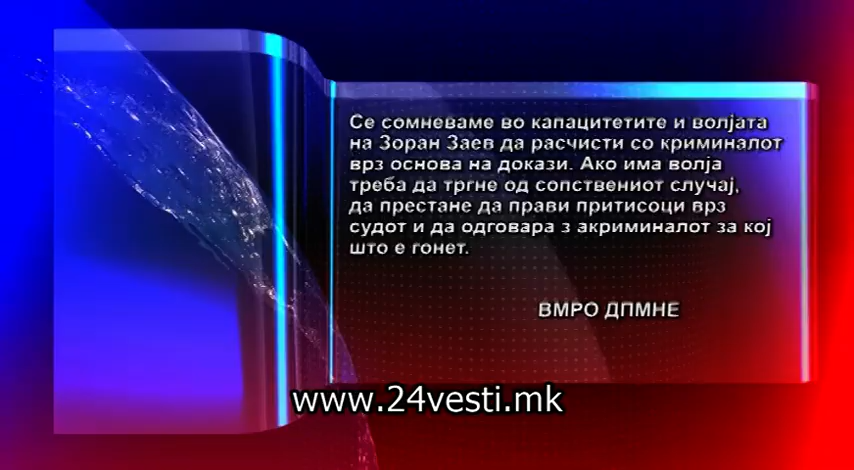 Се сомневаме во капацитетите и волјата
на Зоран Заев да расчисти со криминалот
врз основа на докази. Ако има волја
треба да тргне од сопствениот случај,
да престане да прави притисоци врз
судот и да одговара з акриминалот за кој
што е гонет.
ВМРО ДПМНЕ
www.24vesti.mk